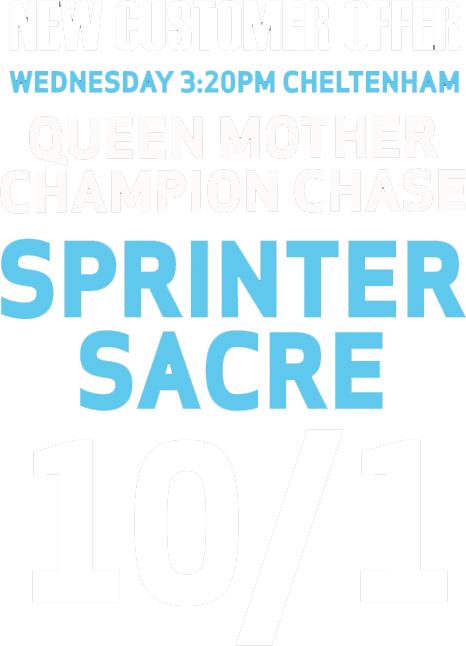 NEW CUSTOMER OFFER
WEDNESDAY 3:20PM CHELTENHAM
QUEEN MOTHER
CHAMPION CHASE
SPRINTER
SACRE
10/1